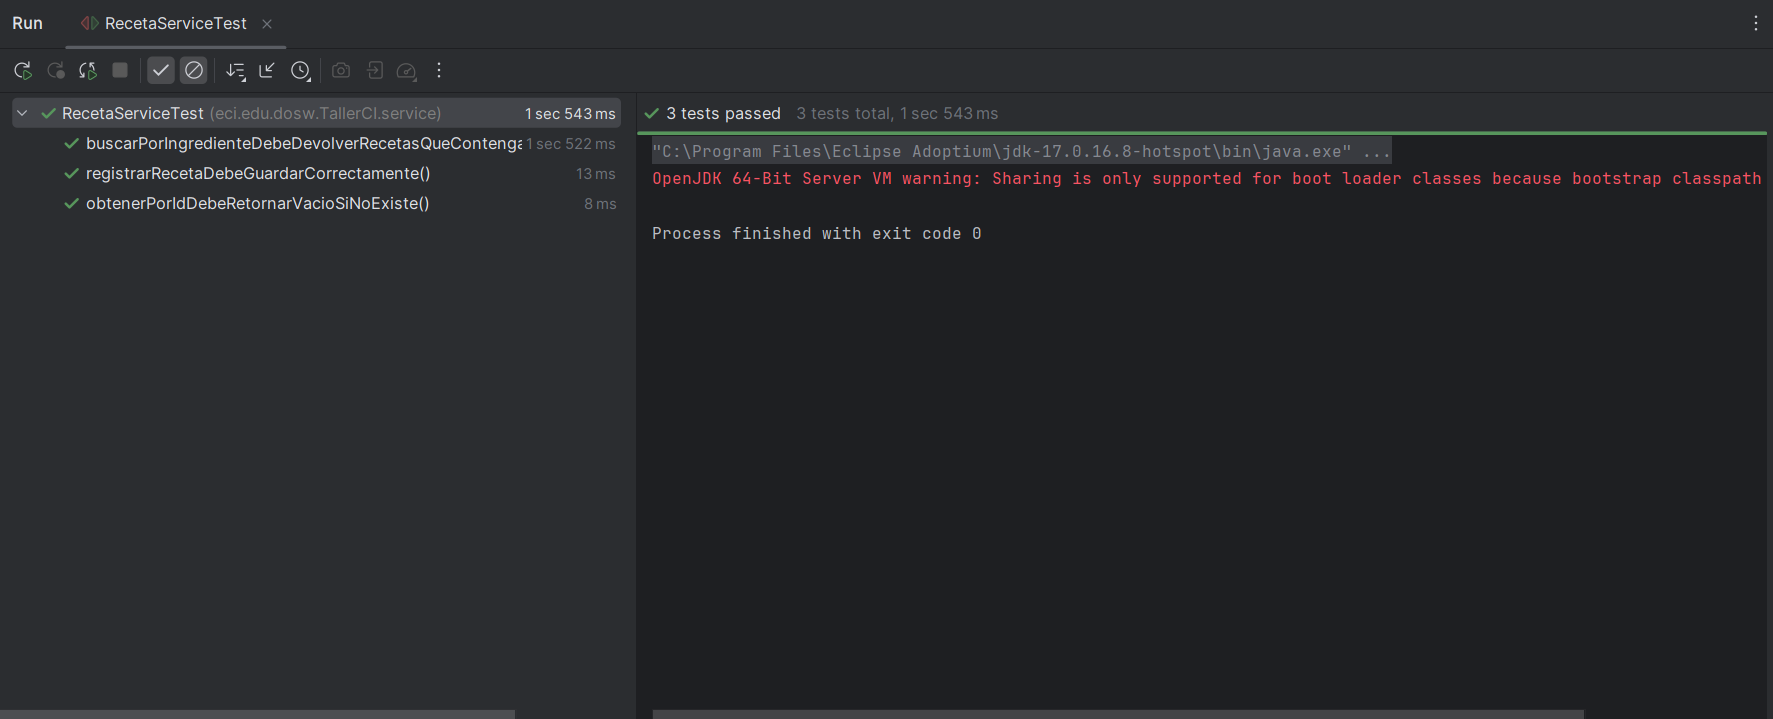 Run RecetaServiceTest
RecetaServiceTest (eci.edu.dosw.TallerCI.service) 1 sec 543 ms
buscarPorIngredienteDebeDevolverRecetasQueContenga 1 sec 522 ms
registrarRecetaDebeGuardarCorrectamente() 13 ms
obtenerPorIdDebeRetornarVacioSiNoExiste() 8 ms
3 tests passed 3 tests total, 1 sec 543 ms
"C:\Program Files\Eclipse Adoptium\jdk-17.0.16.8-hotspot\bin\java.exe" ...
OpenJDK 64-Bit Server VM warning: Sharing is only supported for boot loader classes because bootstrap classpath
Process finished with exit code 0